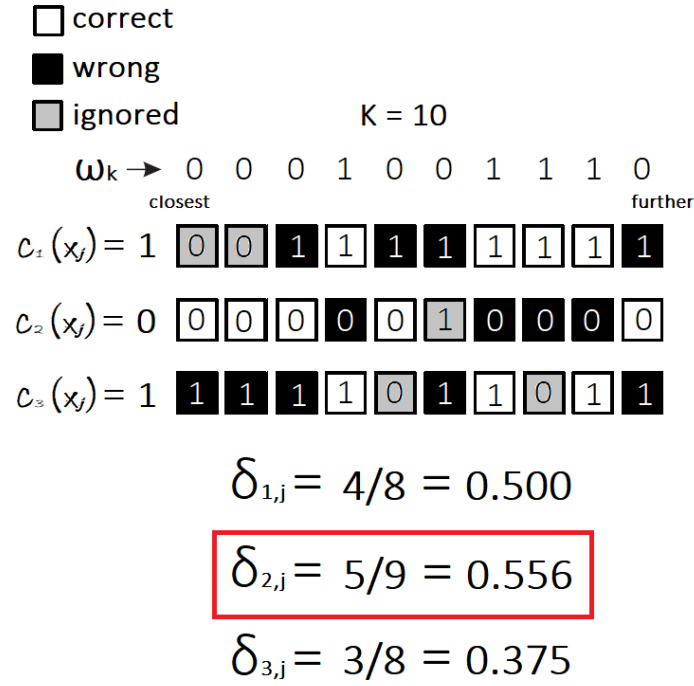 correct
wrong
ignored
K = 10
ωₖ → 0 0 0 1 0 0 1 1 1 0
closest further
c₁(xⱼ) = 1 0 0 1 1 1 1 1 1 1 1
c₂(xⱼ) = 0 0 0 0 0 0 1 0 0 0 0
c₃(xⱼ) = 1 1 1 1 1 0 1 1 0 1 1
δ₁,ⱼ = 4/8 = 0.500
δ₂,ⱼ = 5/9 = 0.556
δ₃,ⱼ = 3/8 = 0.375